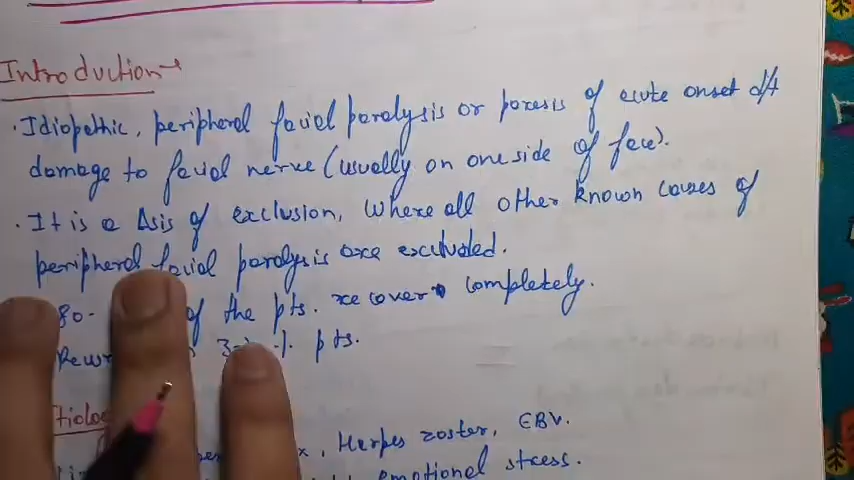 Introduction→
· Idiopathic, peripheral facial paralysis or paresis of acute onset d/t
damage to facial nerve (usually on one side of face).
· It is a Δsis of exclusion, where all other known causes of
peripheral facial paralysis are excluded.
80- of the pts. recover completely.
pts.
Herpes zoster, EBV.
emotional stress.